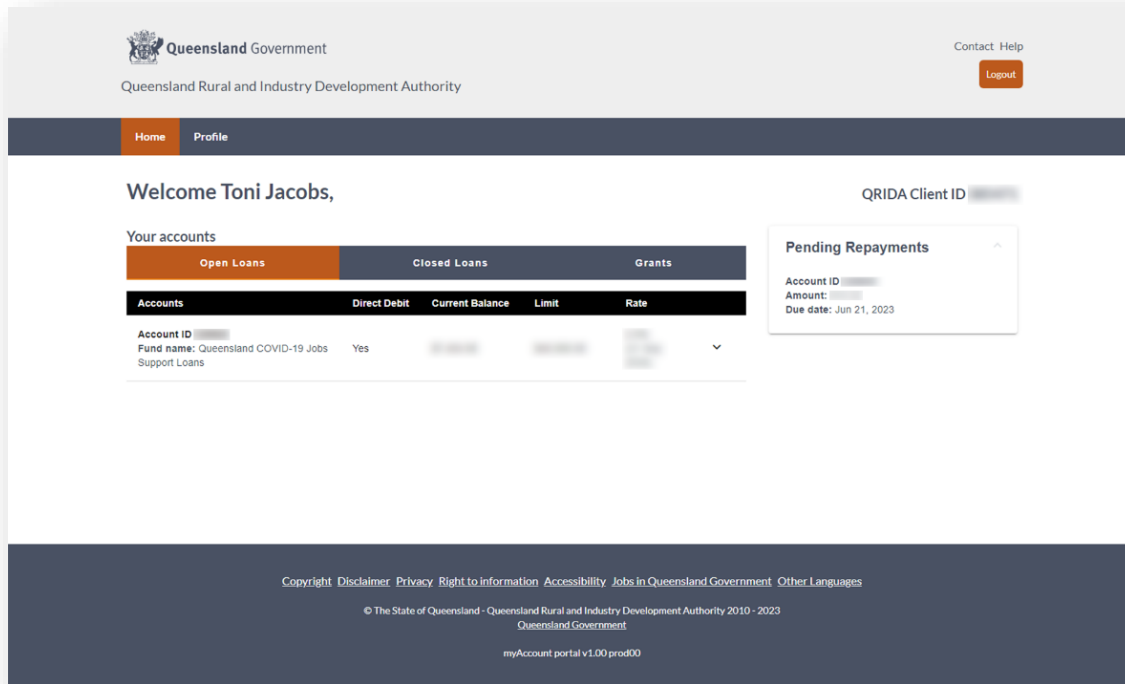 Queensland Government
Contact Help
Logout
Queensland Rural and Industry Development Authority
Home Profile
Welcome Toni Jacobs,
QRIDA Client ID
Your accounts
Open Loans Closed Loans Grants
Accounts Direct Debit Current Balance Limit Rate
Account ID
Fund name: Queensland COVID-19 Jobs
Support Loans
Yes
Pending Repayments
Account ID
Amount:
Due date: Jun 21, 2023
Copyright Disclaimer Privacy Right to information Accessibility Jobs in Queensland Government Other Languages
© The State of Queensland - Queensland Rural and Industry Development Authority 2010 - 2023
Queensland Government
myAccount portal v1.00 prod00